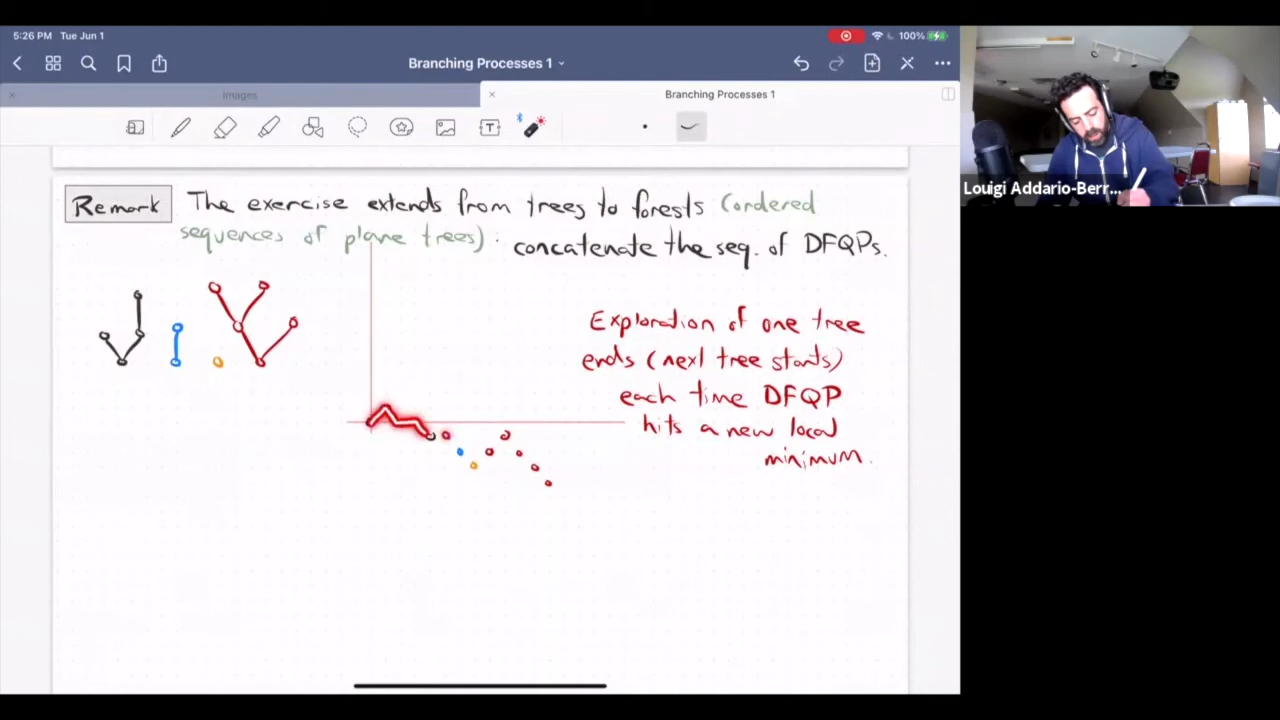 5:26 PM Tue Jun 1
100%
Branching Processes 1
Images
Branching Processes 1
T
Louigi Addario-Berr...
Remark The exercise extends from trees to forests (ordered
sequences of plane trees): concatenate the seq. of DFQPs.
Exploration of one tree
ends (next tree starts)
each time DFQP
hits a new local
minimum.